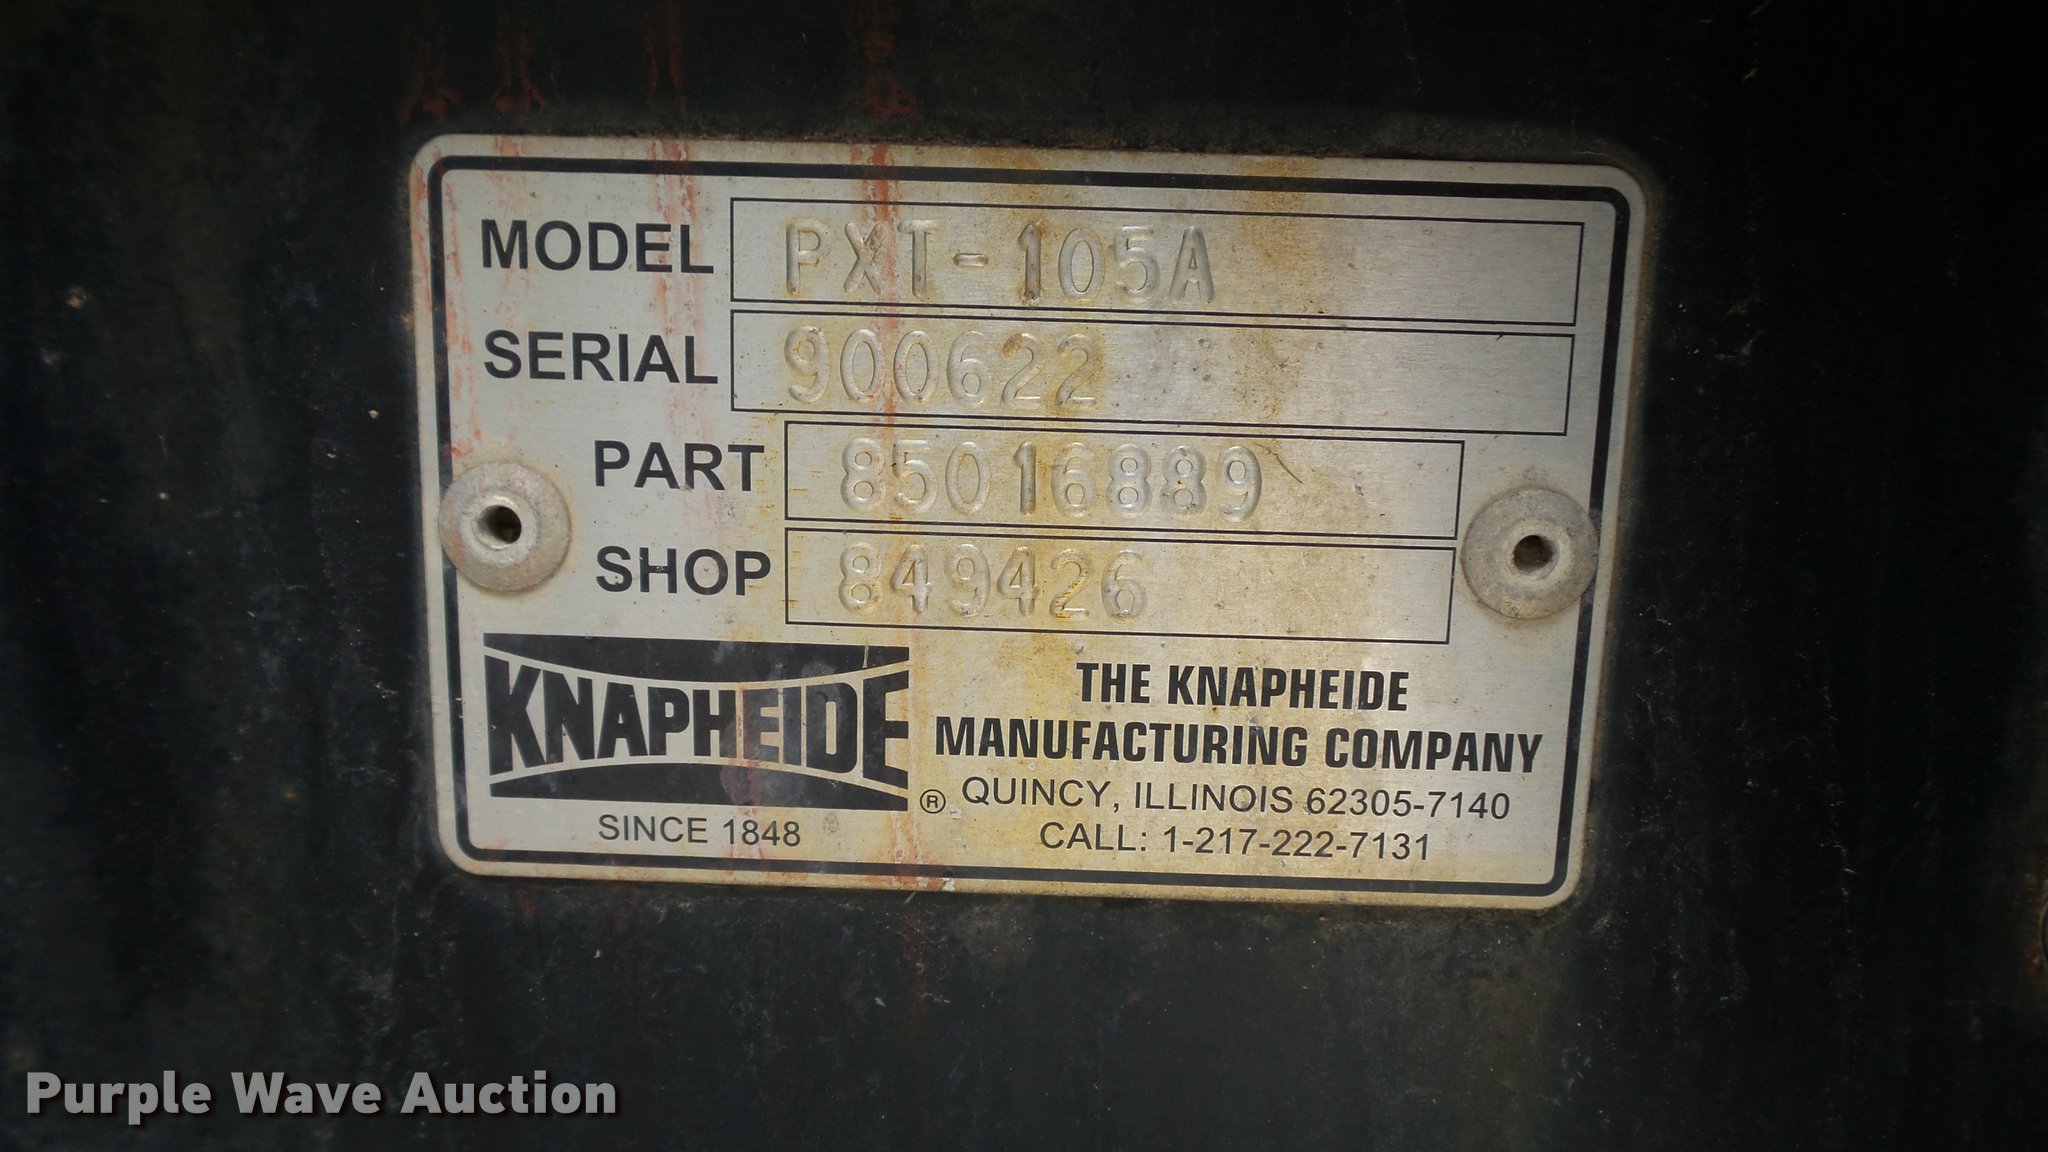 MODEL PXT-105A
SERIAL 900622
PART 85016889
SHOP 849426
KNAPHEIDE
®
SINCE 1848
THE KNAPHEIDE
MANUFACTURING COMPANY
QUINCY, ILLINOIS 62305-7140
CALL: 1-217-222-7131
Purple Wave Auction